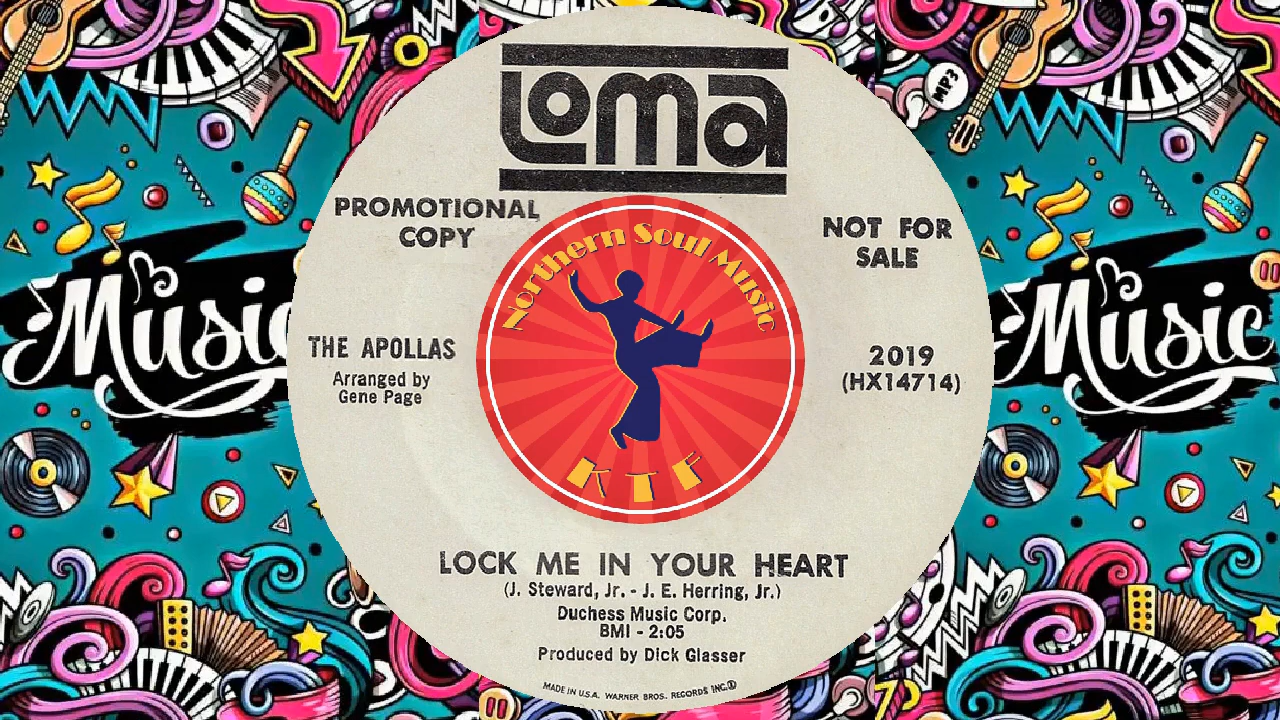 Loma
PROMOTIONAL
COPY
NOT FOR
SALE
Northern Soul Music
KTF
THE APOLLAS
Arranged by
Gene Page
2019
(HX14714)
LOCK ME IN YOUR HEART
(J. Steward, Jr. - J. E. Herring, Jr.)
Duchess Music Corp.
BMI - 2:05
Produced by Dick Glasser
MADE IN U.S.A. WARNER BROS. RECORDS INC.
Music
Music
MP3